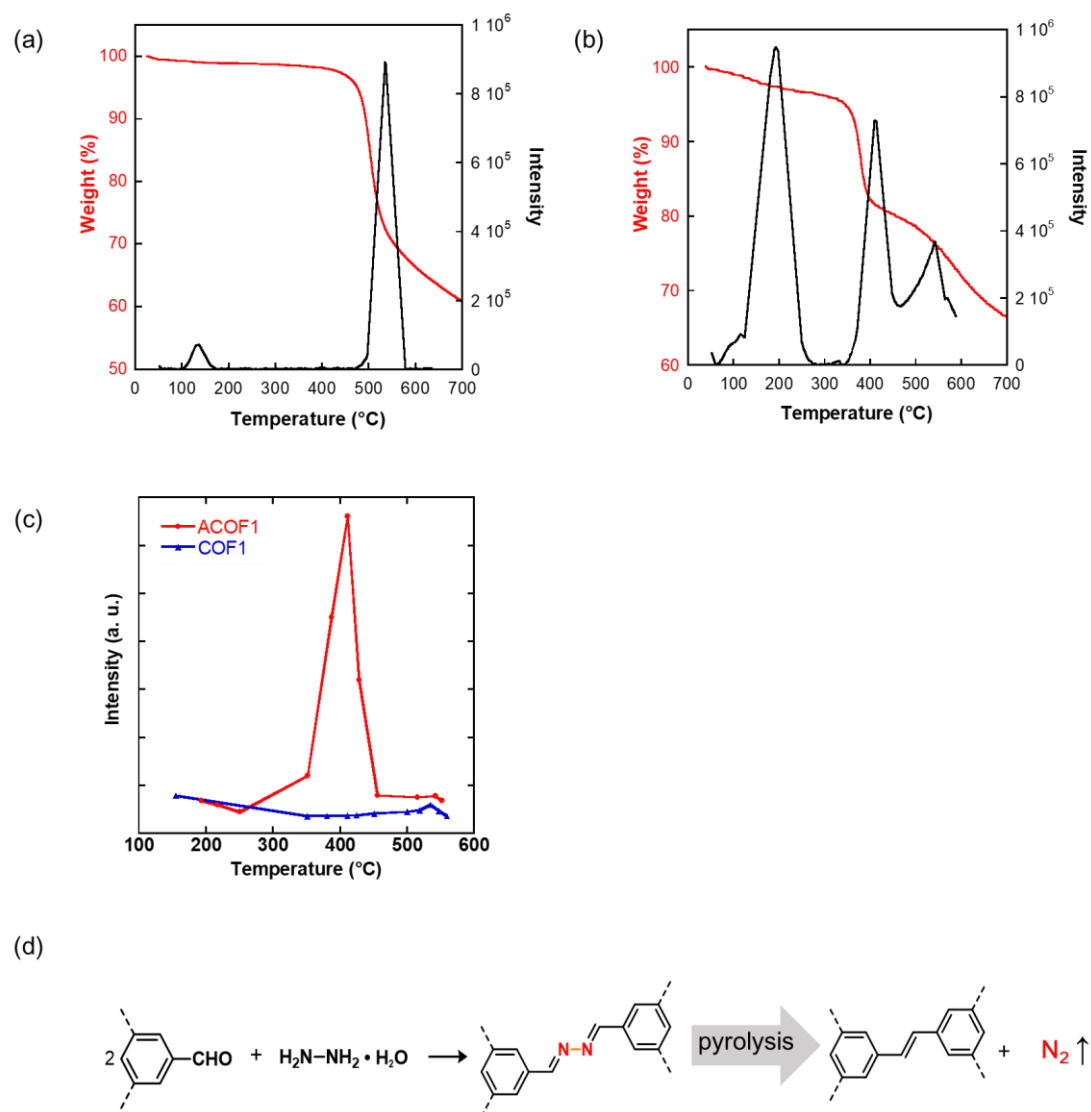 (a)
1 10⁶
100
8 10⁵
90
6 10⁵
80
4 10⁵
70
2 10⁵
60
0
50
Weight (%)
Intensity
0 100 200 300 400 500 600 700
Temperature (°C)
(b)
1 10⁶
100
8 10⁵
90
6 10⁵
80
4 10⁵
70
2 10⁵
60
0
Weight (%)
Intensity
0 100 200 300 400 500 600 700
Temperature (°C)
(c)
ACOF1
COF1
Intensity (a. u.)
100 200 300 400 500 600
Temperature (°C)
(d)
2 CHO + H₂N—NH₂ • H₂O N N pyrolysis + N₂ ↑